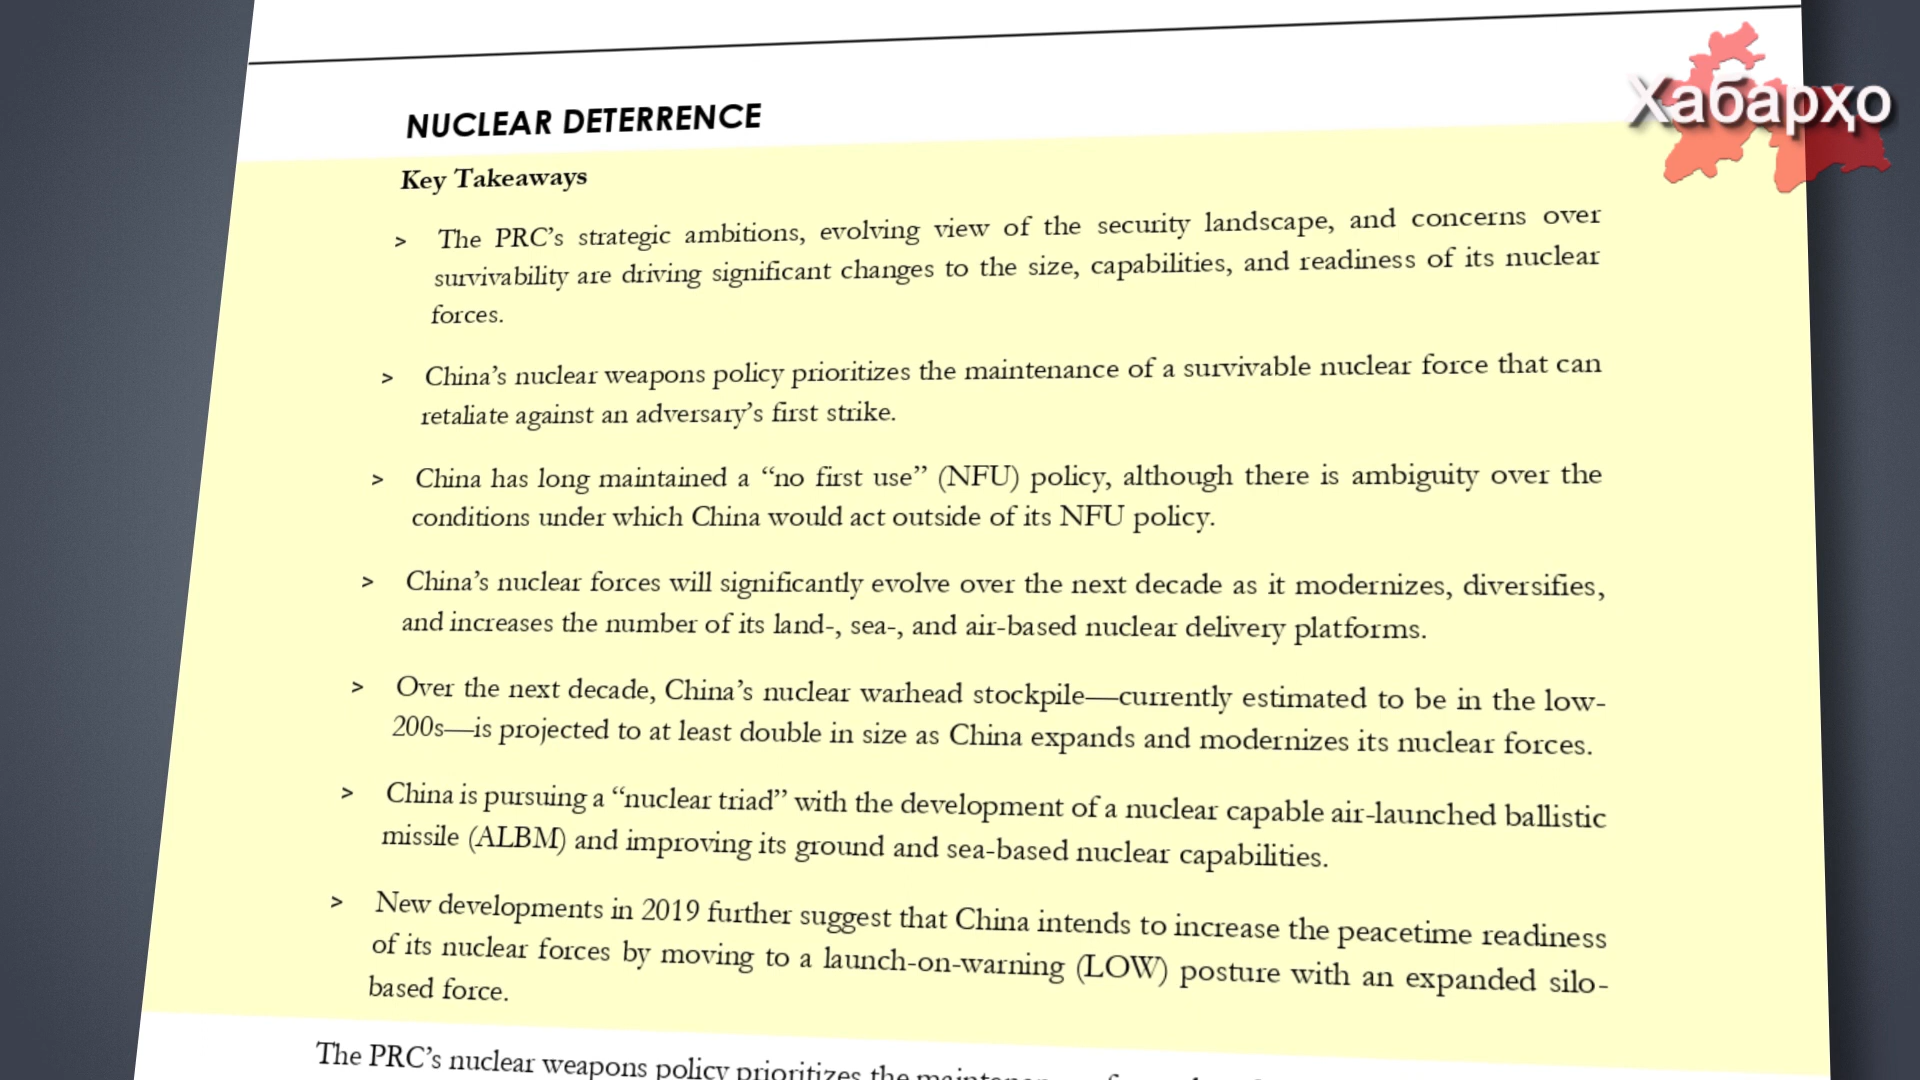 Хабарҳо
NUCLEAR DETERRENCE
Key Takeaways
> The PRC’s strategic ambitions, evolving view of the security landscape, and concerns over
survivability are driving significant changes to the size, capabilities, and readiness of its nuclear
forces.
> China’s nuclear weapons policy prioritizes the maintenance of a survivable nuclear force that can
retaliate against an adversary’s first strike.
> China has long maintained a “no first use” (NFU) policy, although there is ambiguity over the
conditions under which China would act outside of its NFU policy.
> China’s nuclear forces will significantly evolve over the next decade as it modernizes, diversifies,
and increases the number of its land-, sea-, and air-based nuclear delivery platforms.
> Over the next decade, China’s nuclear warhead stockpile—currently estimated to be in the low-
200s—is projected to at least double in size as China expands and modernizes its nuclear forces.
> China is pursuing a “nuclear triad” with the development of a nuclear capable air-launched ballistic
missile (ALBM) and improving its ground and sea-based nuclear capabilities.
> New developments in 2019 further suggest that China intends to increase the peacetime readiness
of its nuclear forces by moving to a launch-on-warning (LOW) posture with an expanded silo-
based force.
The PRC’s nuclear weapons policy prioritizes the